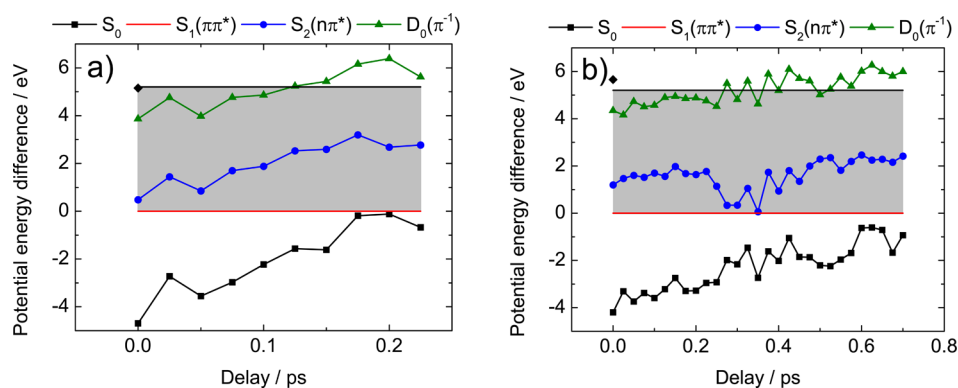 S₀ S₁(ππ*) S₂(nπ*) D₀(π⁻¹)
a)
Potential energy difference / eV
6
4
2
0
-2
-4
0.0 0.1 0.2
Delay / ps
S₀ S₁(ππ*) S₂(nπ*) D₀(π⁻¹)
b)
Potential energy difference / eV
6
4
2
0
-2
-4
0.0 0.2 0.4 0.6 0.8
Delay / ps